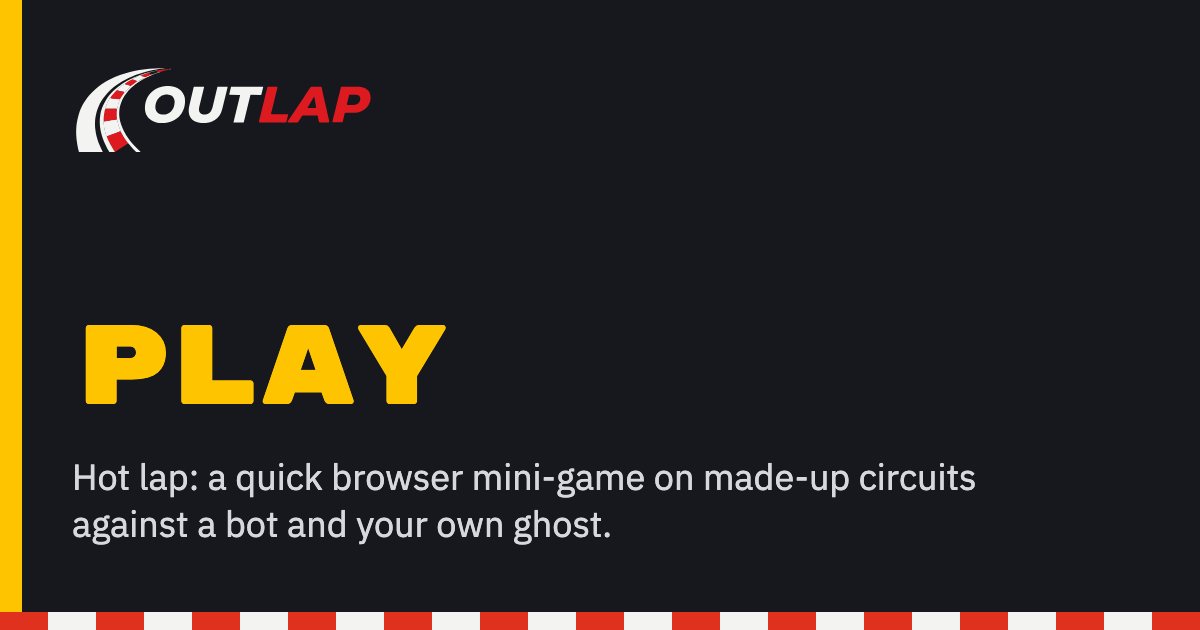 OUTLAP
PLAY
Hot lap: a quick browser mini-game on made-up circuits
against a bot and your own ghost.